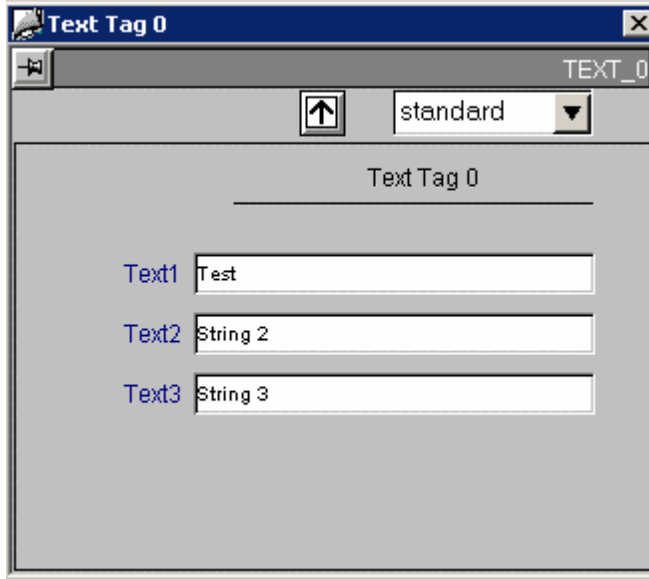 Text Tag 0
TEXT_0
standard
Text Tag 0
Text1 Test
Text2 String 2
Text3 String 3